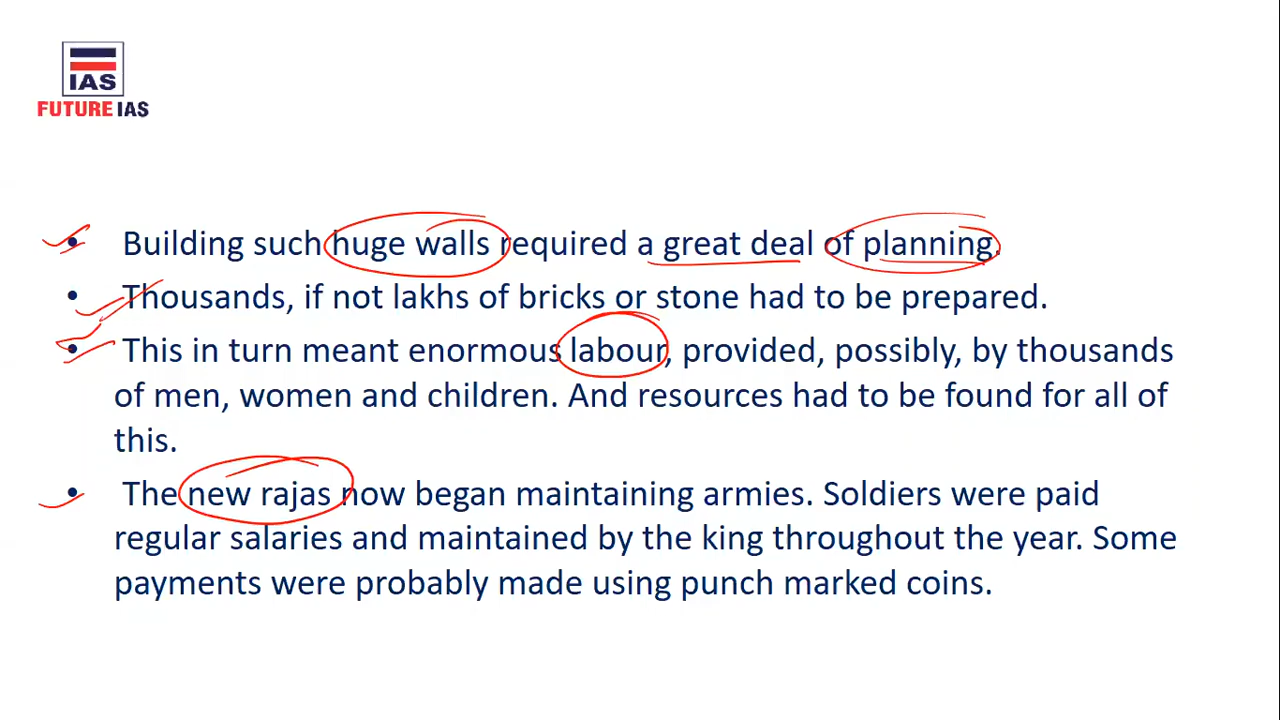 IAS
FUTURE IAS
• Building such huge walls required a great deal of planning.
• Thousands, if not lakhs of bricks or stone had to be prepared.
• This in turn meant enormous labour, provided, possibly, by thousands
of men, women and children. And resources had to be found for all of
this.
• The new rajas now began maintaining armies. Soldiers were paid
regular salaries and maintained by the king throughout the year. Some
payments were probably made using punch marked coins.